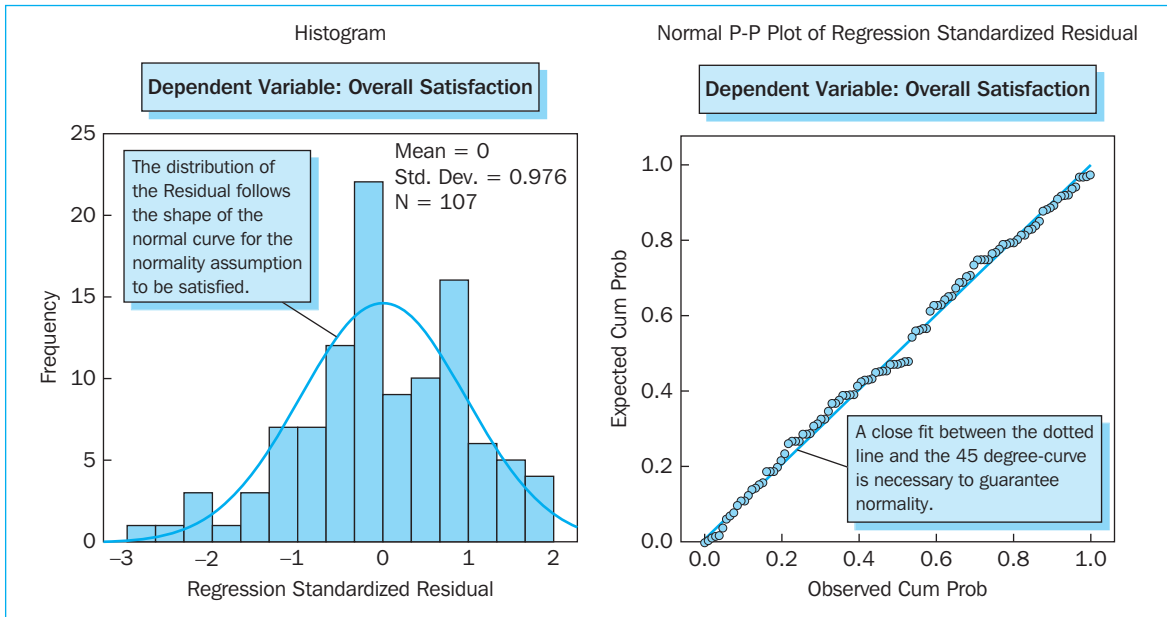 Histogram
Dependent Variable: Overall Satisfaction
25
20
15
10
5
0
Frequency
The distribution of
the Residual follows
the shape of the
normal curve for the
normality assumption
to be satisfied.
Mean = 0
Std. Dev. = 0.976
N = 107
–3
–2
–1
0
1
2
Regression Standardized Residual
Normal P-P Plot of Regression Standardized Residual
Dependent Variable: Overall Satisfaction
1.0
0.8
0.6
0.4
0.2
0.0
Expected Cum Prob
A close fit between the dotted
line and the 45 degree-curve
is necessary to guarantee
normality.
0.0
0.2
0.4
0.6
0.8
1.0
Observed Cum Prob